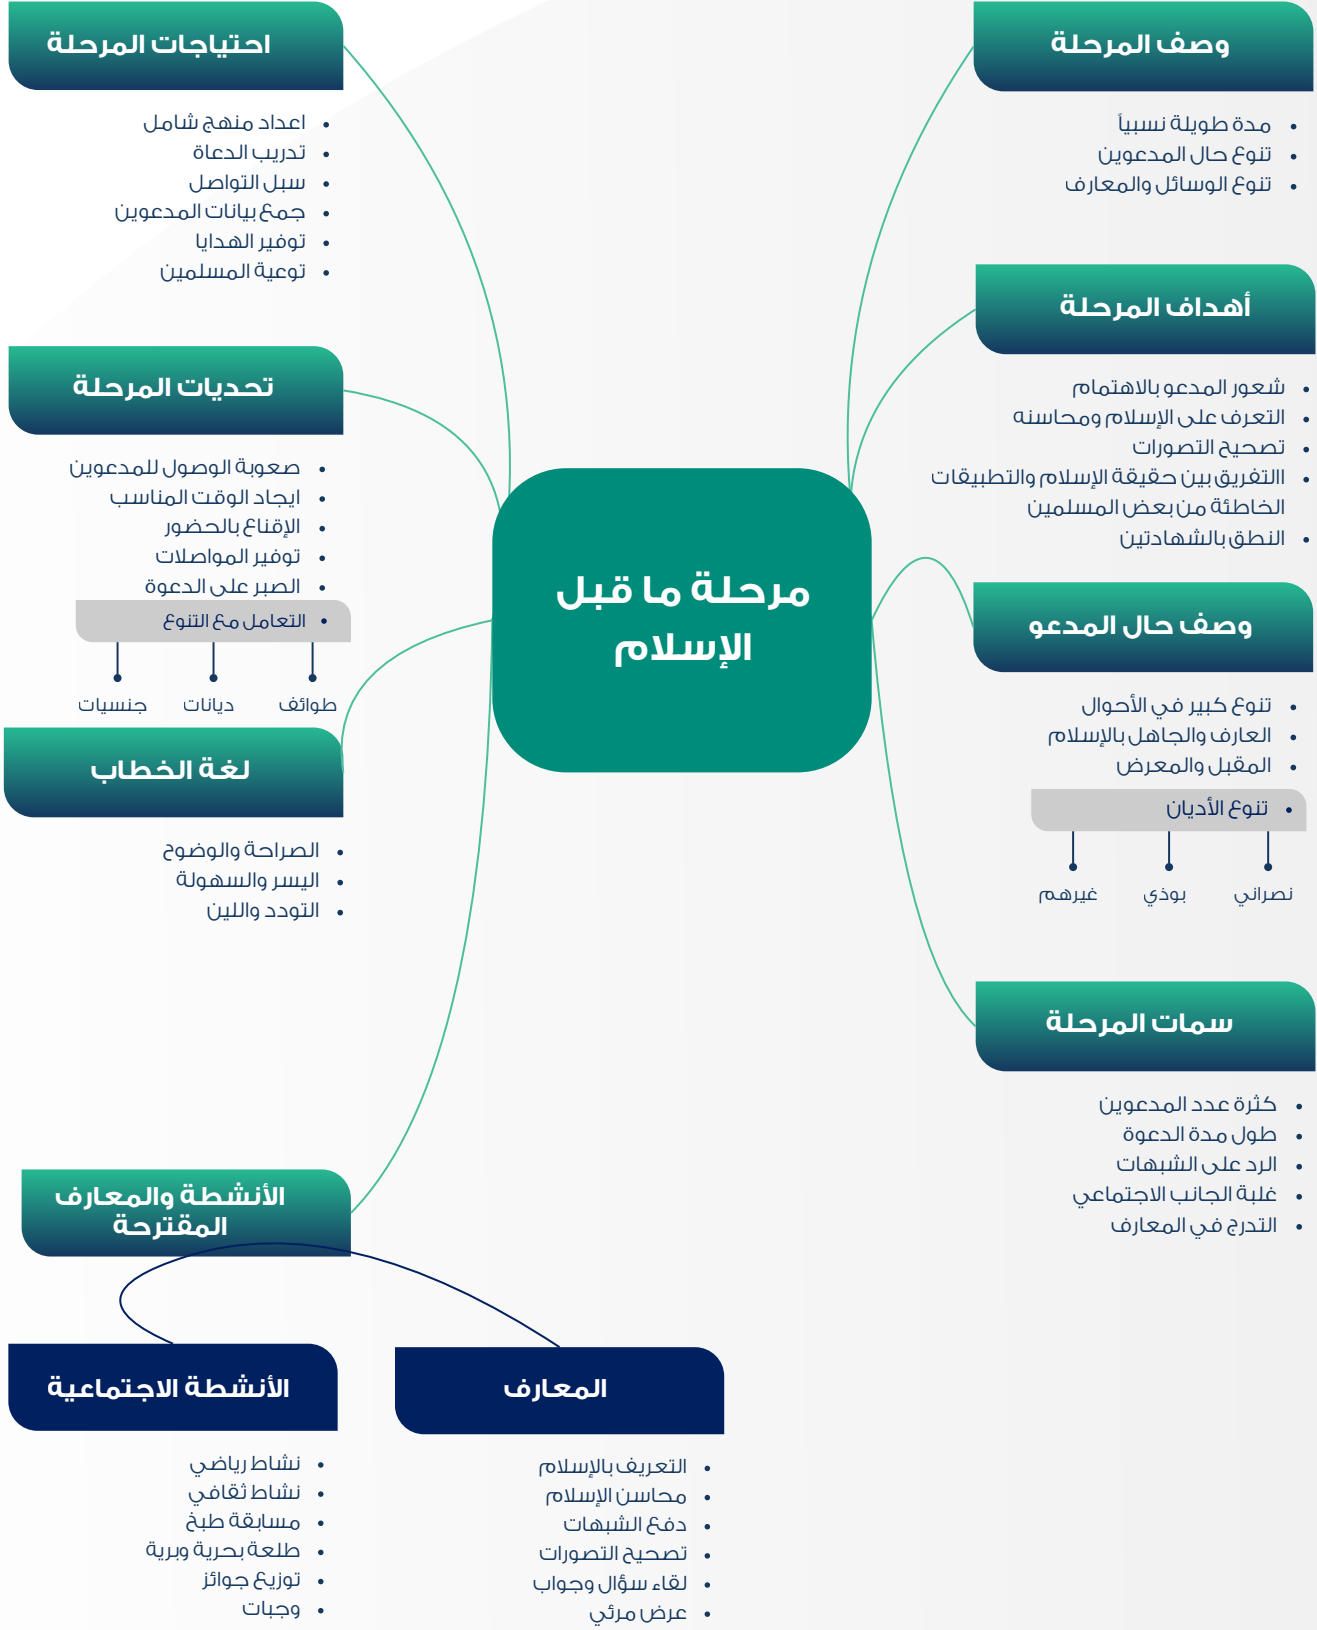 مرحلة ما قبل
الإسلام
وصف المرحلة
مدة طويلة نسبياً
تنوع حال المدعوين
تنوع الوسائل والمعارف
أهداف المرحلة
شعور المدعو بالاهتمام
التعرف على الإسلام ومحاسنه
تصحيح التصورات
االتفريق بين حقيقة الإسلام والتطبيقات
الخاطئة من بعض المسلمين
النطق بالشهادتين
وصف حال المدعو
تنوع كبير في الأحوال
العارف والجاهل بالإسلام
المقبل والمعرض
تنوع الأديان
نصراني بوذي غيرهم
سمات المرحلة
كثرة عدد المدعوين
طول مدة الدعوة
الرد على الشبهات
غلبة الجانب الاجتماعي
التدرج في المعارف
احتياجات المرحلة
اعداد منهج شامل
تدريب الدعاة
سبل التواصل
جمع بيانات المدعوين
توفير الهدايا
توعية المسلمين
تحديات المرحلة
صعوبة الوصول للمدعوين
ايجاد الوقت المناسب
الإقناع بالحضور
توفير المواصلات
الصبر على الدعوة
التعامل مع التنوع
طوائف ديانات جنسيات
لغة الخطاب
الصراحة والوضوح
اليسر والسهولة
التودد واللين
الأنشطة والمعارف
المقترحة
المعارف
التعريف بالإسلام
محاسن الإسلام
دفع الشبهات
تصحيح التصورات
لقاء سؤال وجواب
عرض مرئي
الأنشطة الاجتماعية
نشاط رياضي
نشاط ثقافي
مسابقة طبخ
طلعة بحرية وبرية
توزيع جوائز
وجبات